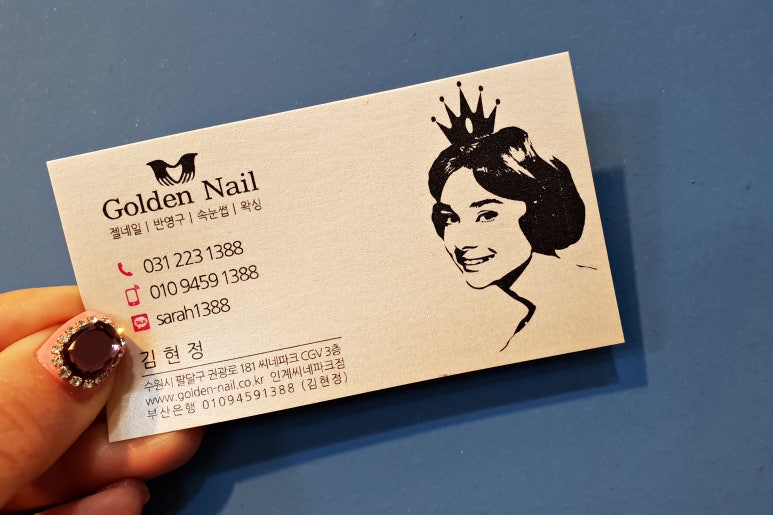 Golden Nail
젤네일 | 반영구 | 속눈썹 | 왁싱
031 223 1388
010 9459 1388
TALK sarah1388
김현정
수원시 팔달구 권광로 181 씨네파크 CGV 3층
www.golden-nail.co.kr 인계씨네파크점
부산은행 01094591388 (김현정)